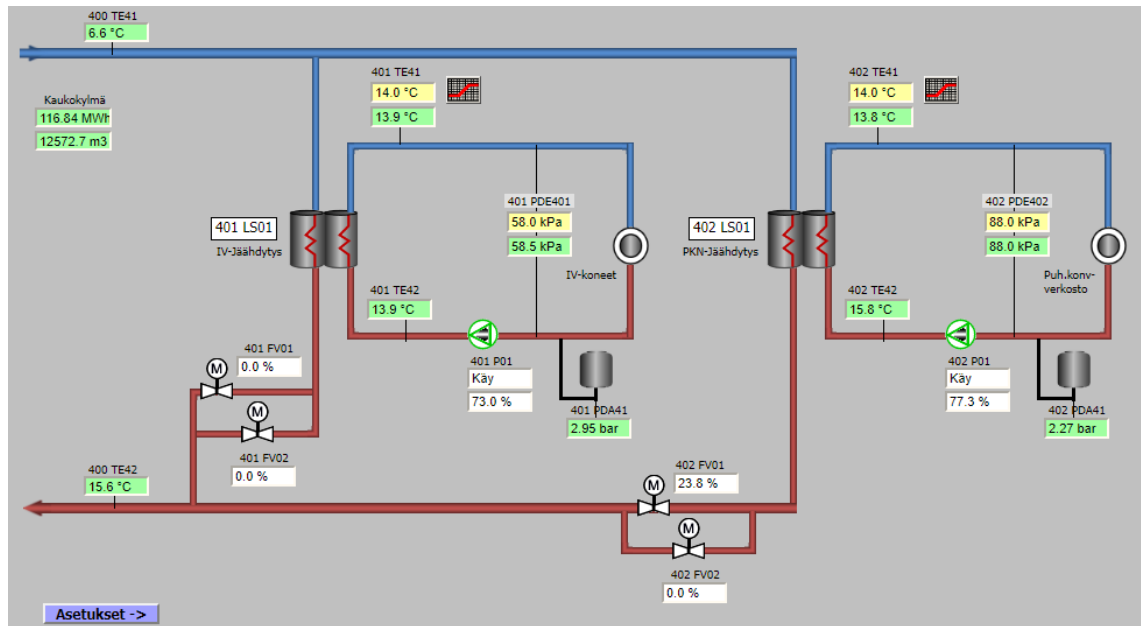 400 TE41
6.6 °C
Kaukokylmä
116.84 MWh
12572.7 m3
401 TE41
14.0 °C
13.9 °C
402 TE41
14.0 °C
13.8 °C
401 LS01
IV-Jäähdytys
401 PDE401
58.0 kPa
58.5 kPa
IV-koneet
402 LS01
PKN-Jäähdytys
402 PDE402
88.0 kPa
88.0 kPa
Puh.konv-
verkosto
401 TE42
13.9 °C
402 TE42
15.8 °C
401 FV01
M
0.0 %
M
401 FV02
0.0 %
401 P01
Käy
73.0 %
401 PDA41
2.95 bar
402 P01
Käy
77.3 %
402 PDA41
2.27 bar
400 TE42
15.6 °C
402 FV01
M
23.8 %
M
402 FV02
0.0 %
Asetukset ->